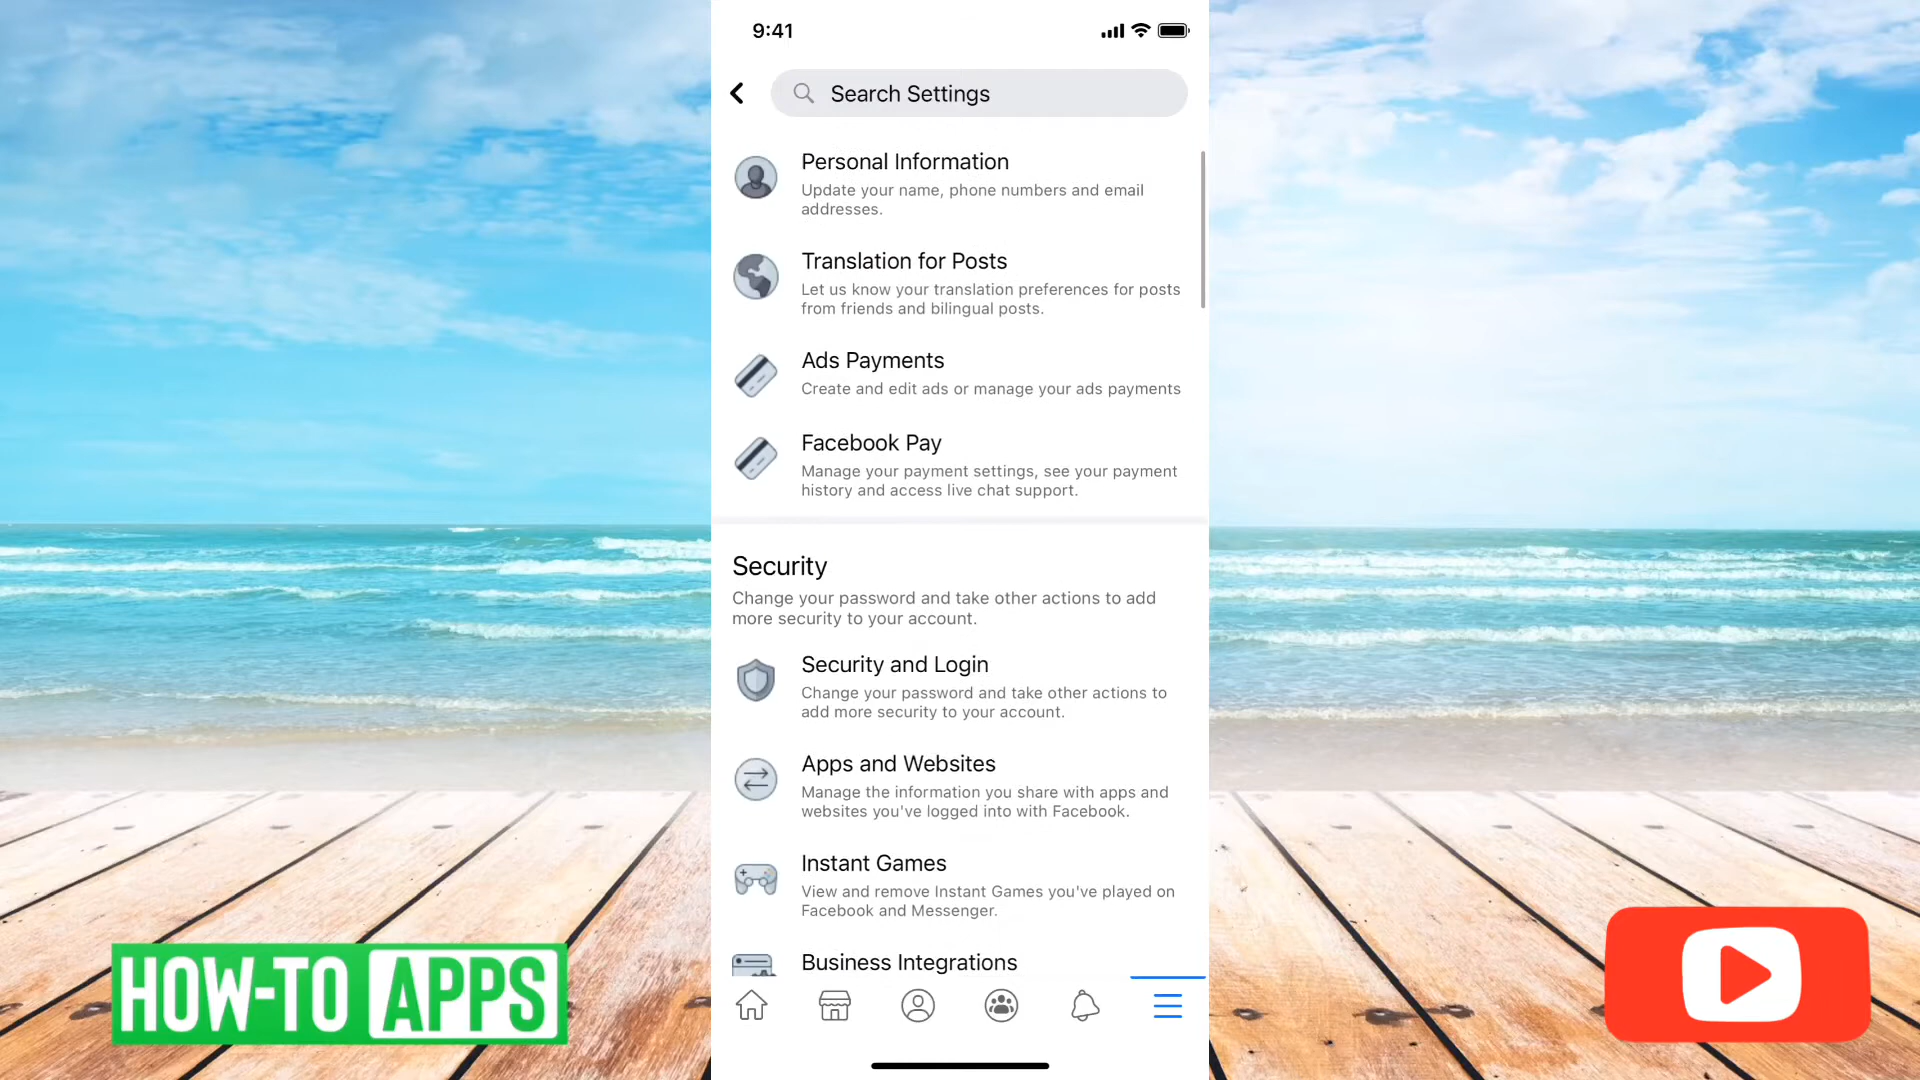 9:41
Search Settings
Personal Information
Update your name, phone numbers and email
addresses.
Translation for Posts
Let us know your translation preferences for posts
from friends and bilingual posts.
Ads Payments
Create and edit ads or manage your ads payments
Facebook Pay
Manage your payment settings, see your payment
history and access live chat support.
Security
Change your password and take other actions to add
more security to your account.
Security and Login
Change your password and take other actions to
add more security to your account.
Apps and Websites
Manage the information you share with apps and
websites you've logged into with Facebook.
Instant Games
View and remove Instant Games you've played on
Facebook and Messenger.
Business Integrations
HOW-TO APPS